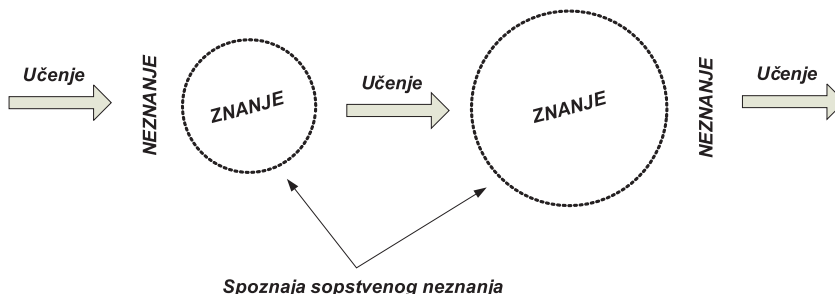 Učenje
NEZNANJE
ZNANJE
Učenje
ZNANJE
NEZNANJE
Učenje
Spoznaja sopstvenog neznanja